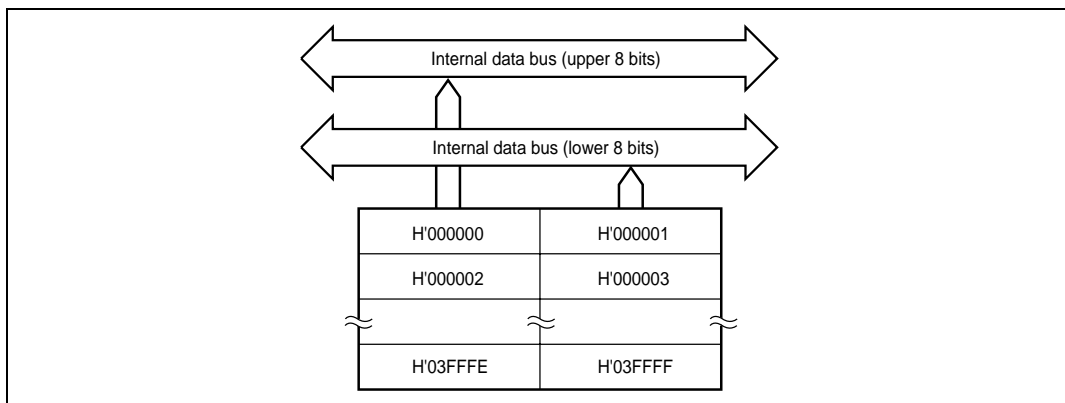 Internal data bus (upper 8 bits)
Internal data bus (lower 8 bits)
H'000000 H'000001
H'000002 H'000003
H'03FFFE H'03FFFF